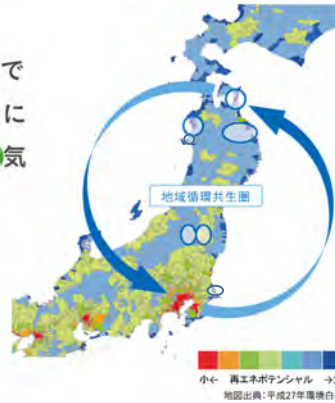 で
に
気
地域循環共生圏
小← 再エネポテンシャル →
地図出典：平成27年環境白